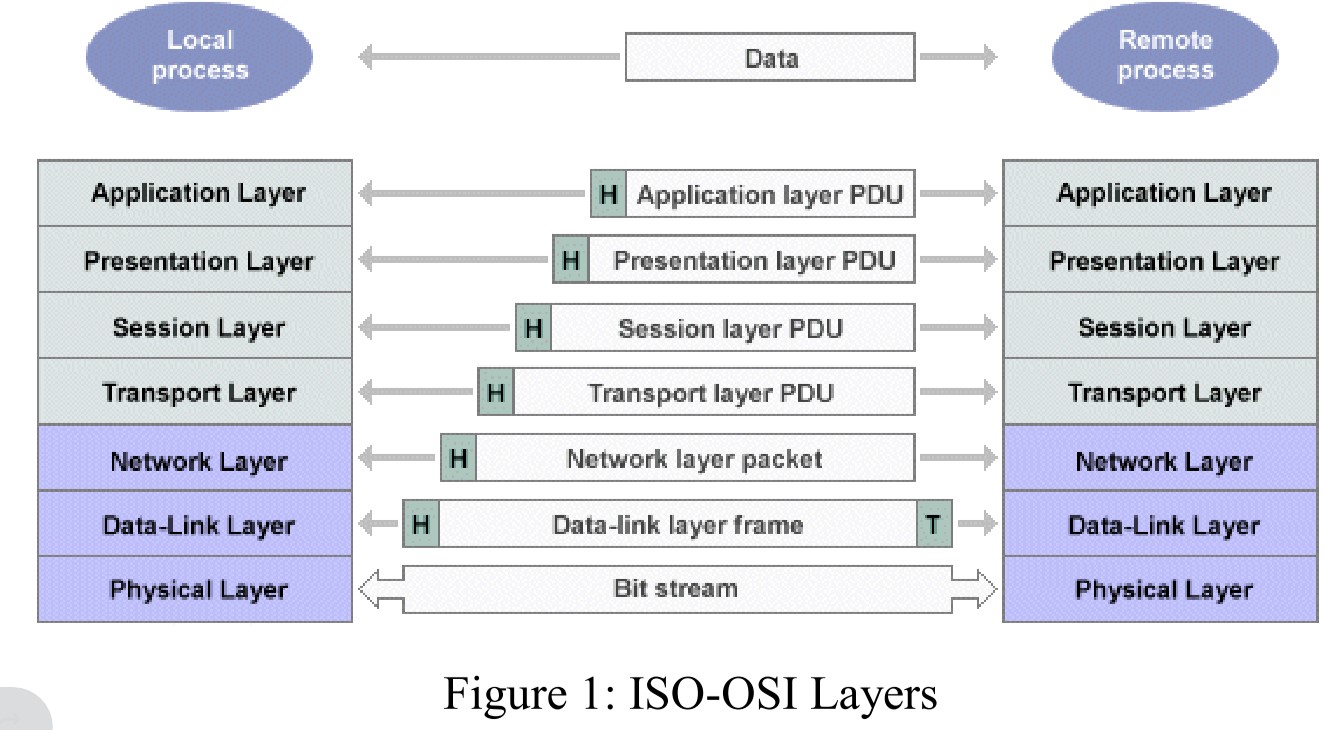 Local
process
Data
Remote
process
Application Layer
H
Application layer PDU
Application Layer
Presentation Layer
H
Presentation layer PDU
Presentation Layer
Session Layer
H
Session layer PDU
Session Layer
Transport Layer
H
Transport layer PDU
Transport Layer
Network Layer
H
Network layer packet
Network Layer
Data-Link Layer
H
Data-link layer frame
T
Data-Link Layer
Physical Layer
Bit stream
Physical Layer
Figure 1: ISO-OSI Layers